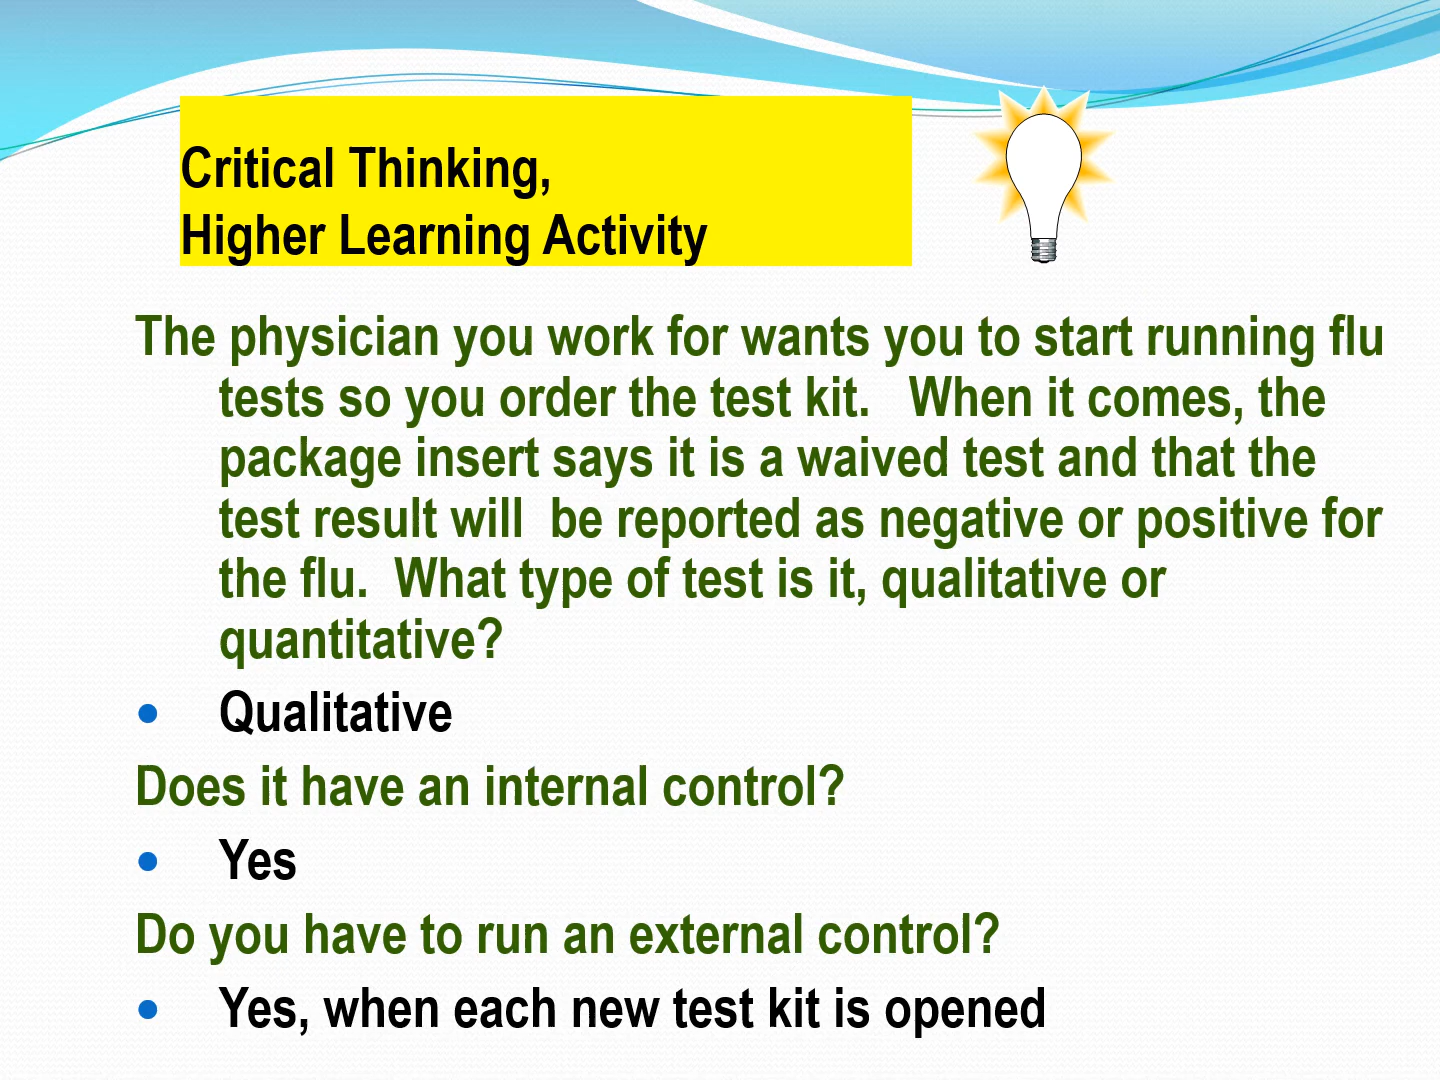 Critical Thinking,
Higher Learning Activity
The physician you work for wants you to start running flu
tests so you order the test kit.   When it comes, the
package insert says it is a waived test and that the
test result will  be reported as negative or positive for
the flu.  What type of test is it, qualitative or
quantitative?
• Qualitative
Does it have an internal control?
• Yes
Do you have to run an external control?
• Yes, when each new test kit is opened